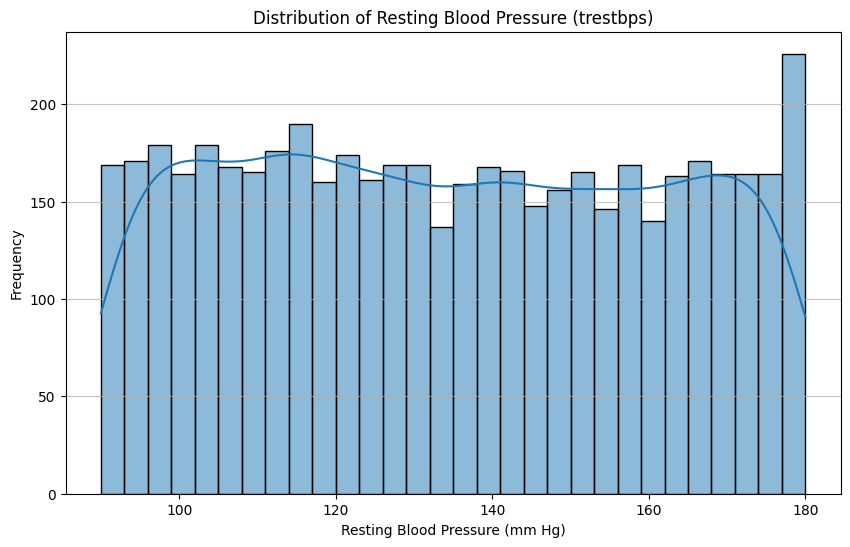 Distribution of Resting Blood Pressure (trestbps)
200
150
100
50
0
Frequency
100 120 140 160 180
Resting Blood Pressure (mm Hg)